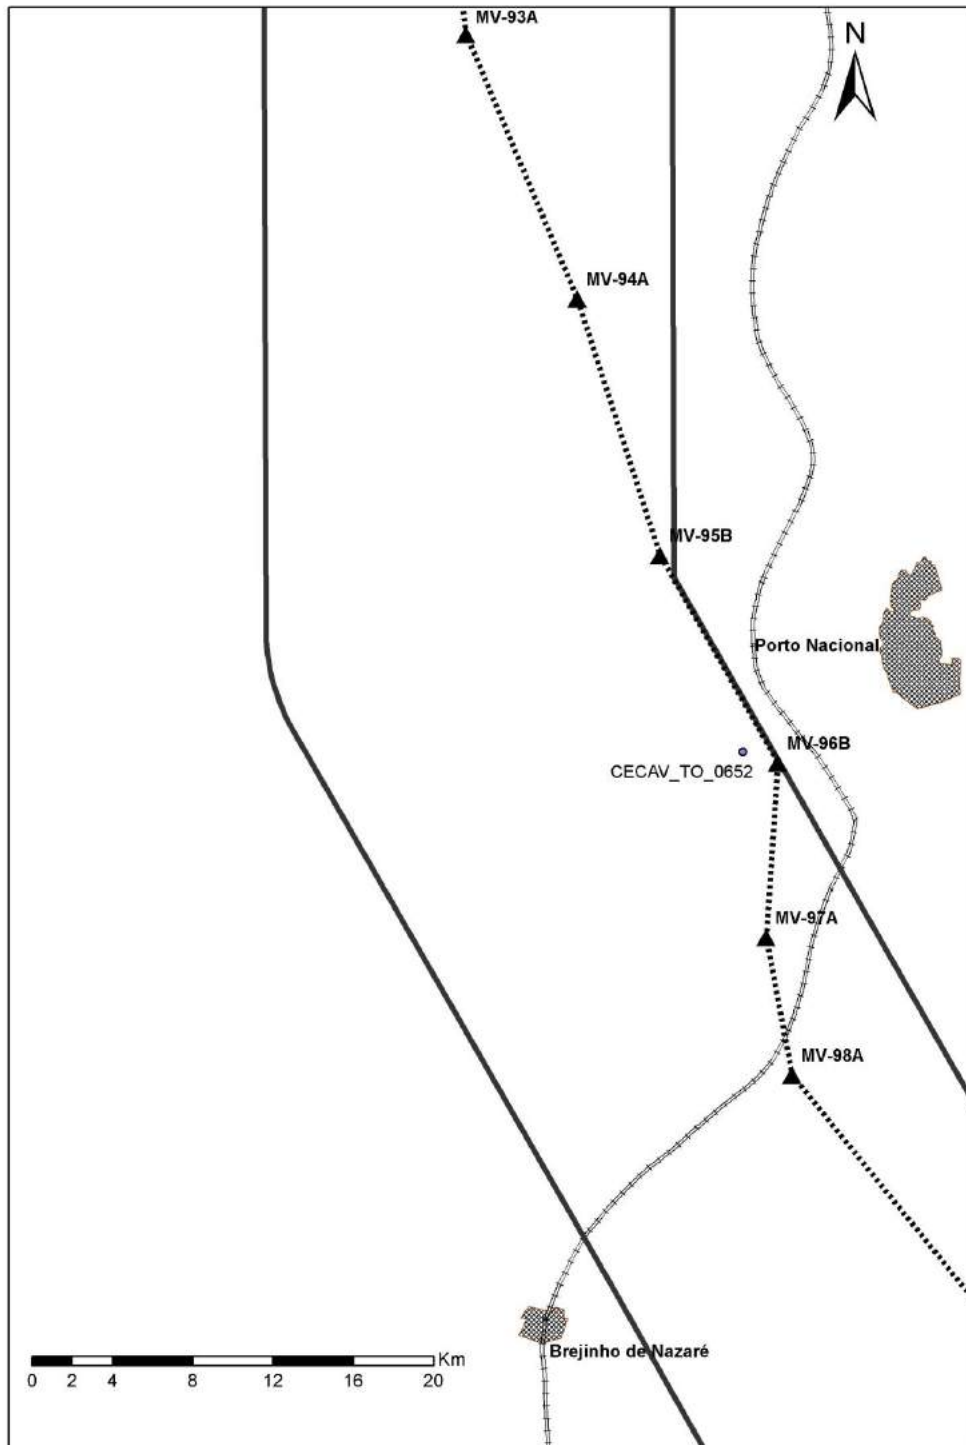 MV-93A
N
MV-94A
MV-95B
Porto Nacional
MV-96B
CECAV_TO_0652
MV-97A
MV-98A
Brejinho de Nazaré
Km
0 2 4 8 12 16 20